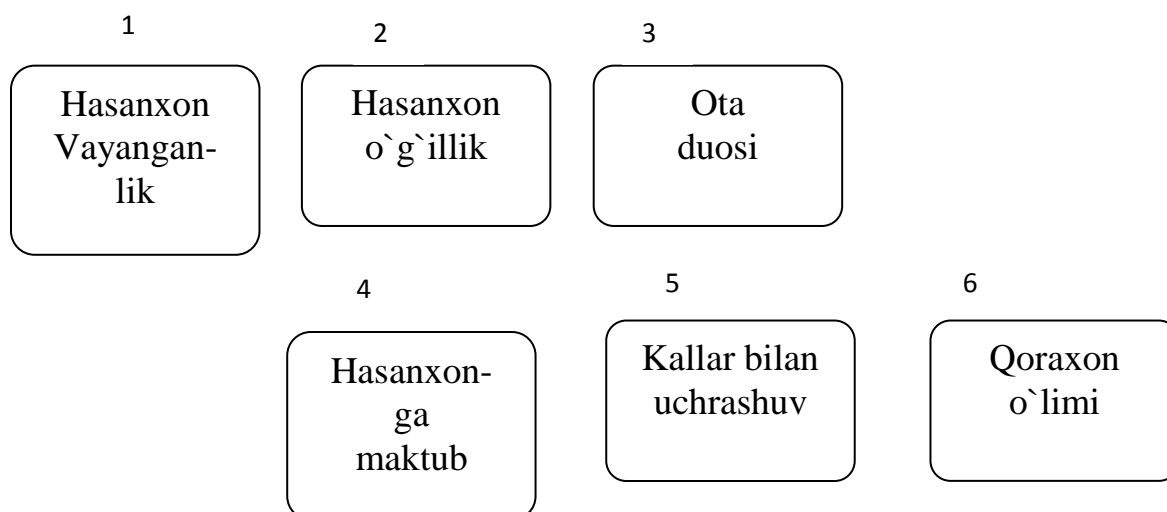 1
2
3
Hasanxon
Vayangan-
lik
Hasanxon
o`g`illik
Ota
duosi
4
5
6
Hasanxon-
ga
maktub
Kallar bilan
uchrashuv
Qoraxon
o`limi